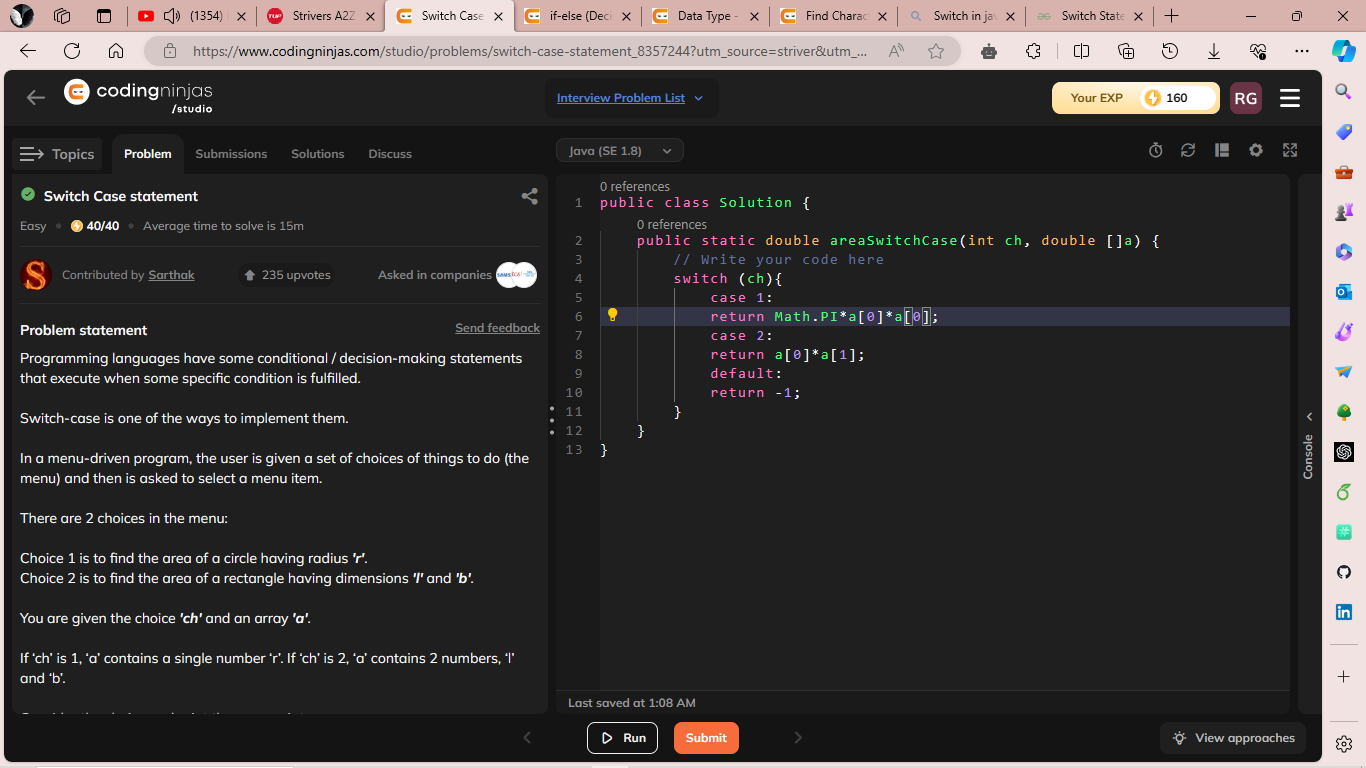 (1354)
Strivers A2Z
Switch Case
if-else (Deci
Data Type -
Find Charac
Switch in jav
Switch State
https://www.codingninjas.com/studio/problems/switch-case-statement_8357244?utm_source=striver&utm_...
codingninjas
/studio
Interview Problem List
Your EXP 160
RG
Topics
Problem
Submissions
Solutions
Discuss
Java (SE 1.8)
Switch Case statement
Easy
40/40
Average time to solve is 15m
Contributed by Sarthak
235 upvotes
Asked in companies
Problem statement
Send feedback
Programming languages have some conditional / decision-making statements
that execute when some specific condition is fulfilled.
Switch-case is one of the ways to implement them.
In a menu-driven program, the user is given a set of choices of things to do (the
menu) and then is asked to select a menu item.
There are 2 choices in the menu:
Choice 1 is to find the area of a circle having radius 'r'.
Choice 2 is to find the area of a rectangle having dimensions 'l' and 'b'.
You are given the choice 'ch' and an array 'a'.
If ‘ch’ is 1, ‘a’ contains a single number ‘r’. If ‘ch’ is 2, ‘a’ contains 2 numbers, ‘l’
and ‘b’.
0 references
1 public class Solution {
0 references
2 public static double areaSwitchCase(int ch, double []a) {
3 // Write your code here
4 switch (ch){
5 case 1:
6 return Math.PI*a[0]*a[0];
7 case 2:
8 return a[0]*a[1];
9 default:
10 return -1;
11 }
12 }
13 }
Console
Last saved at 1:08 AM
Run
Submit
View approaches